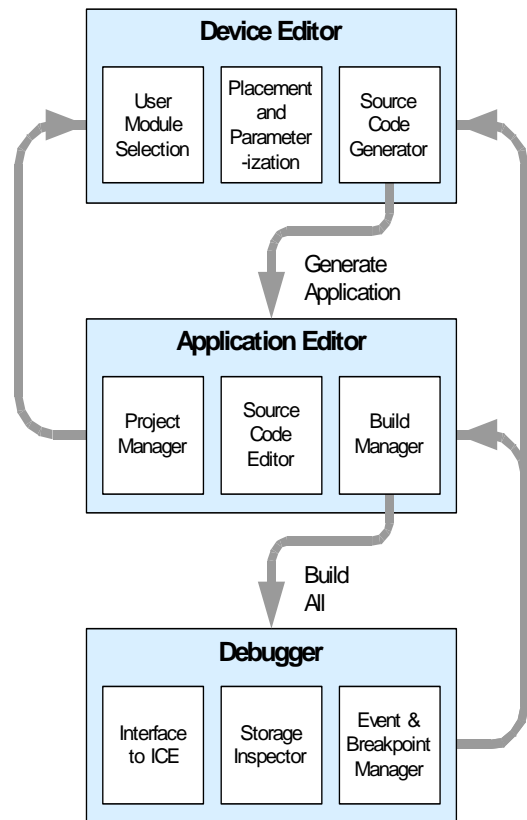 Device Editor
User
Module
Selection
Placement
and
Parameter
-ization
Source
Code
Generator
Generate
Application
Application Editor
Project
Manager
Source
Code
Editor
Build
Manager
Build
All
Debugger
Interface
to ICE
Storage
Inspector
Event &
Breakpoint
Manager